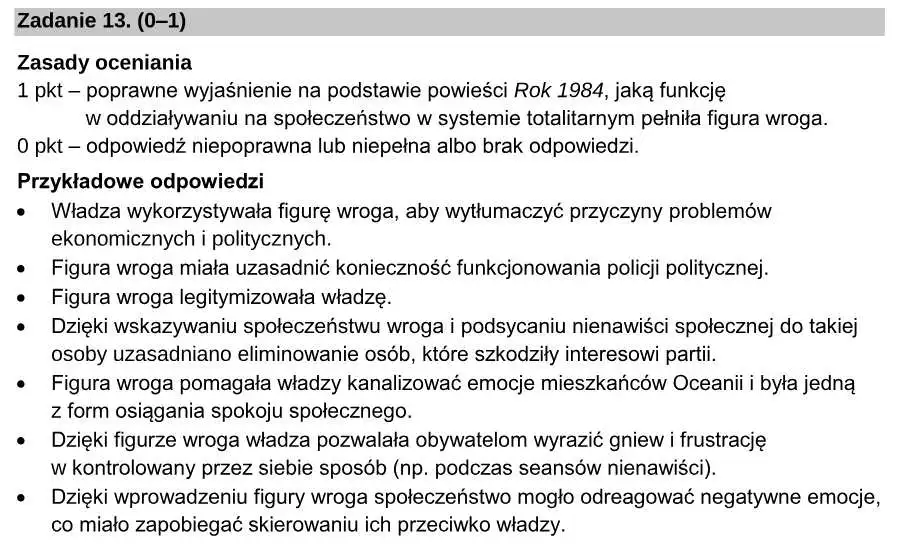 Zadanie 13. (0–1)
Zasady oceniania
1 pkt – poprawne wyjaśnienie na podstawie powieści Rok 1984, jaką funkcję
w oddziaływaniu na społeczeństwo w systemie totalitarnym pełniła figura wroga.
0 pkt – odpowiedź niepoprawna lub niepełna albo brak odpowiedzi.
Przykładowe odpowiedzi
• Władza wykorzystywała figurę wroga, aby wytłumaczyć przyczyny problemów
ekonomicznych i politycznych.
• Figura wroga miała uzasadnić konieczność funkcjonowania policji politycznej.
• Figura wroga legitymizowała władzę.
• Dzięki wskazywaniu społeczeństwu wroga i podsycaniu nienawiści społecznej do takiej
osoby uzasadniano eliminowanie osób, które szkodziły interesowi partii.
• Figura wroga pomagała władzy kanalizować emocje mieszkańców Oceanii i była jedną
z form osiągania spokoju społecznego.
• Dzięki figurze wroga władza pozwalała obywatelom wyrazić gniew i frustrację
w kontrolowany przez siebie sposób (np. podczas seansów nienawiści).
• Dzięki wprowadzeniu figury wroga społeczeństwo mogło odreagować negatywne emocje,
co miało zapobiegać skierowaniu ich przeciwko władzy.